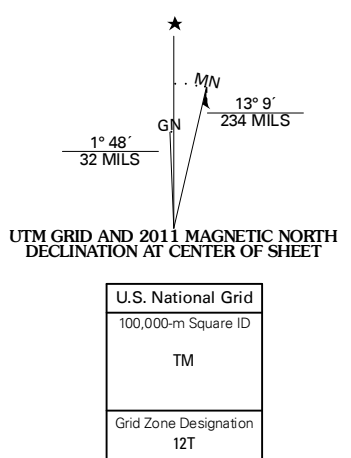 ★
MN
GN
13° 9´
234 MILS
1° 48´
32 MILS
UTM GRID AND 2011 MAGNETIC NORTH
DECLINATION AT CENTER OF SHEET
U.S. National Grid
100,000-m Square ID
TM
Grid Zone Designation
12T